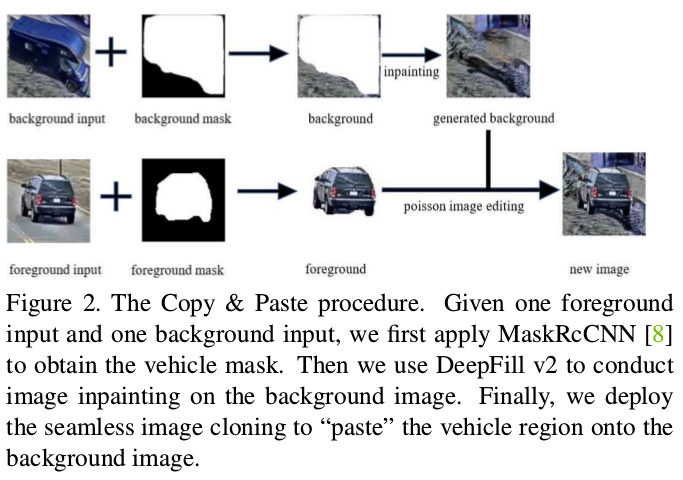 inpainting
background input
background mask
background
generated background
poisson image editing
foreground input
foreground mask
foreground
new image
Figure 2. The Copy & Paste procedure. Given one foreground
input and one background input, we first apply MaskRcCNN [8]
to obtain the vehicle mask. Then we use DeepFill v2 to conduct
image inpainting on the background image. Finally, we deploy
the seamless image cloning to “paste” the vehicle region onto the
background image.